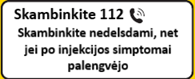 Skambinkite 112
Skambinkite nedelsdami, net
jei po injekcijos simptomai
palengvėjo